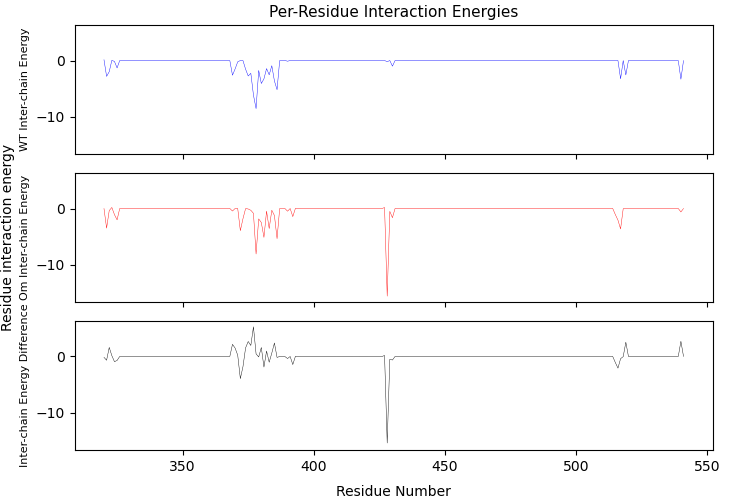 Per-Residue Interaction Energies
Residue interaction energy
WT Inter-chain Energy
0
−10
Om Inter-chain Energy
0
−10
Inter-chain Energy Difference
0
−10
350
400
450
500
550
Residue Number